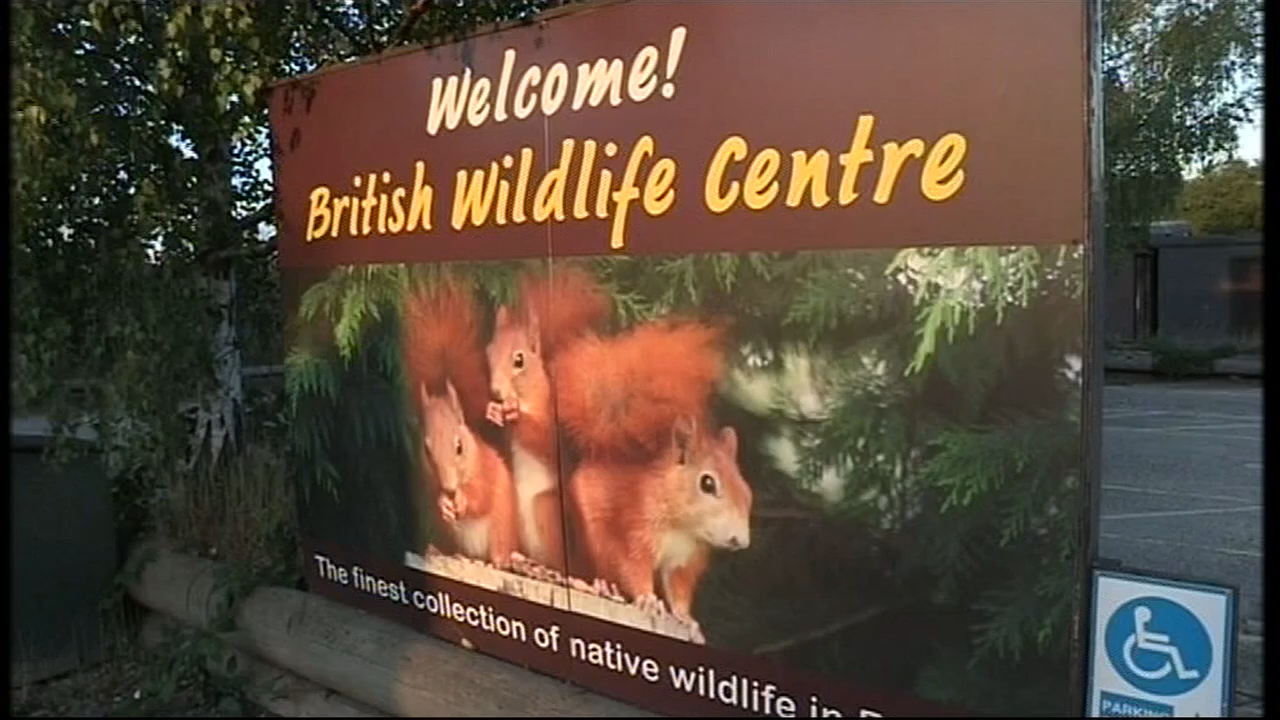 Welcome!
British Wildlife Centre
The finest collection of native wildlife in
PARKING